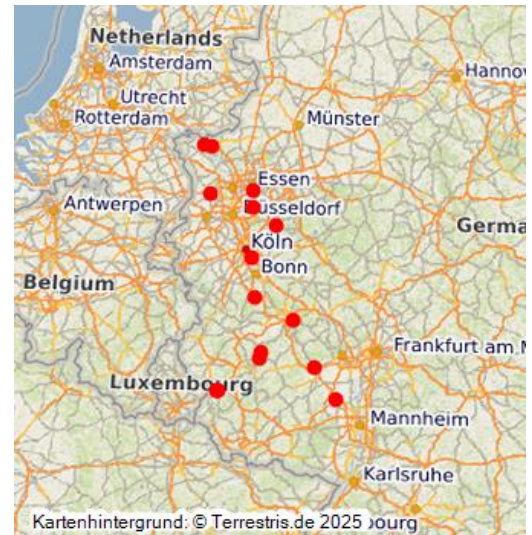 Netherlands
Amsterdam
Hannov
Utrecht
Rotterdam
Münster
Essen
Antwerpen
Düsseldorf
Germa
Köln
Belgium
Bonn
Frankfurt am M
Luxembourg
Mannheim
Karlsruhe
Kartenhintergrund: © Terrestris.de 2025
bourg